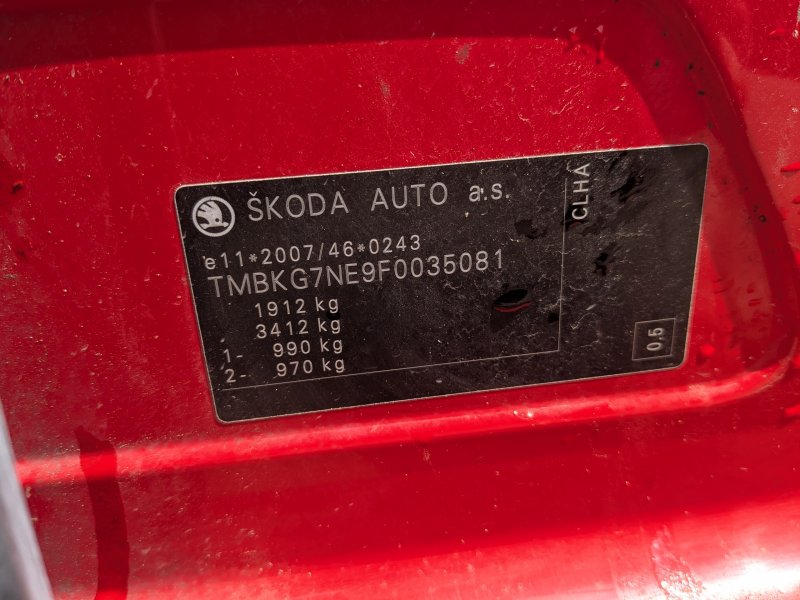 ŠKODA AUTO a.s.
e11*2007/46*0243
TMBKG7NE9F0035081
1912 kg
3412 kg
1- 990 kg
2- 970 kg
CLHA
0,5